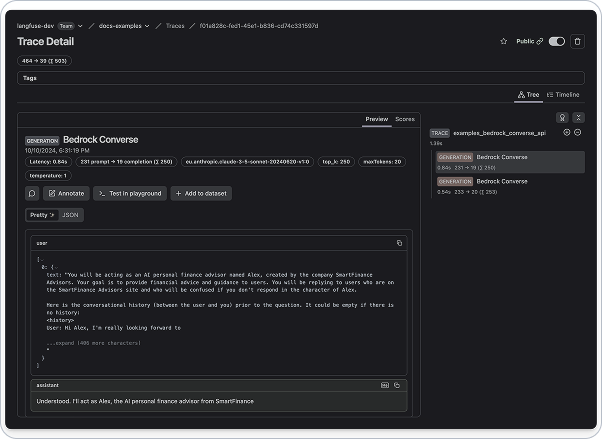 langfuse-dev Team / docs-examples / Traces / f01a828c-fed1-45e1-b836-cd74c331597d
Trace Detail
Public
464 → 39 (∑ 503)
Tags
Tree Timeline
Preview Scores
GENERATION Bedrock Converse
10/10/2024, 6:31:19 PM
Latency: 0.84s 231 prompt → 19 completion (∑ 250) eu.anthropic.claude-3-5-sonnet-20240620-v1:0 top_k: 250 maxTokens: 20
temperature: 1
Annotate Test in playground + Add to dataset
Pretty JSON
user
[
0: {
text: "You will be acting as an AI personal finance advisor named Alex, created by the company SmartFinance
Advisors. Your goal is to provide financial advice and guidance to users. You will be replying to users who are on
the SmartFinance Advisors site and who will be confused if you don't respond in the character of Alex.
Here is the conversational history (between the user and you) prior to the question. It could be empty if there is
no history:
<history>
User: Hi Alex, I'm really looking forward to
...expand (406 more characters)
"
}
]
assistant
Understood. I'll act as Alex, the AI personal finance advisor from SmartFinance
TRACE examples_bedrock_converse_api
1.39s
GENERATION Bedrock Converse
0.84s 231 → 19 (∑ 250)
GENERATION Bedrock Converse
0.54s 233 → 20 (∑ 253)